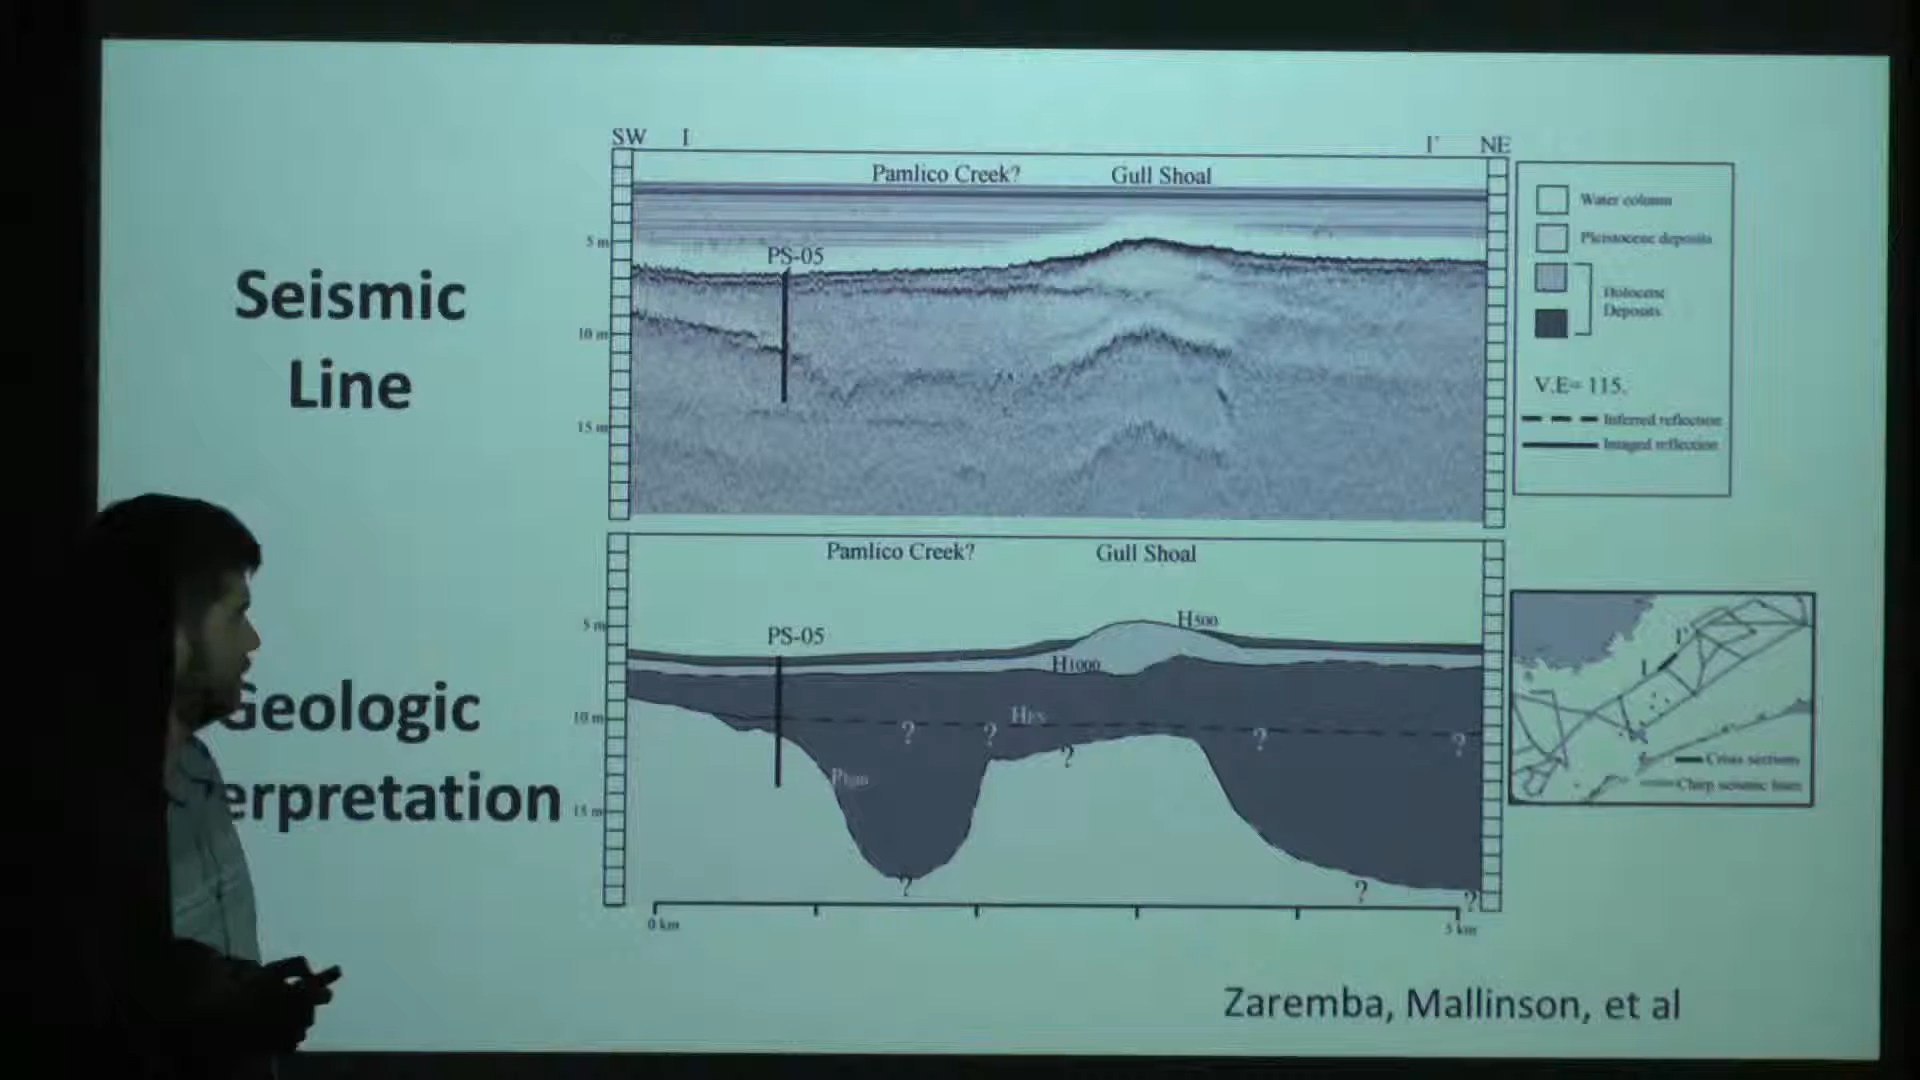 Seismic
Line
SW I I' NE
Pamlico Creek? Gull Shoal
PS-05
5 m
10 m
15 m
Water column
Pleistocene deposits
Holocene
Deposits
V.E= 115.
Inferred reflection
Imaged reflection
Geologic
erpretation
Pamlico Creek? Gull Shoal
PS-05
H500
H1000
5 m
10 m
15 m
? ? ? ? ?
? ? ?
0 km 5 km
I'
I
Cross sections
Chirp seismic lines
Zaremba, Mallinson, et al